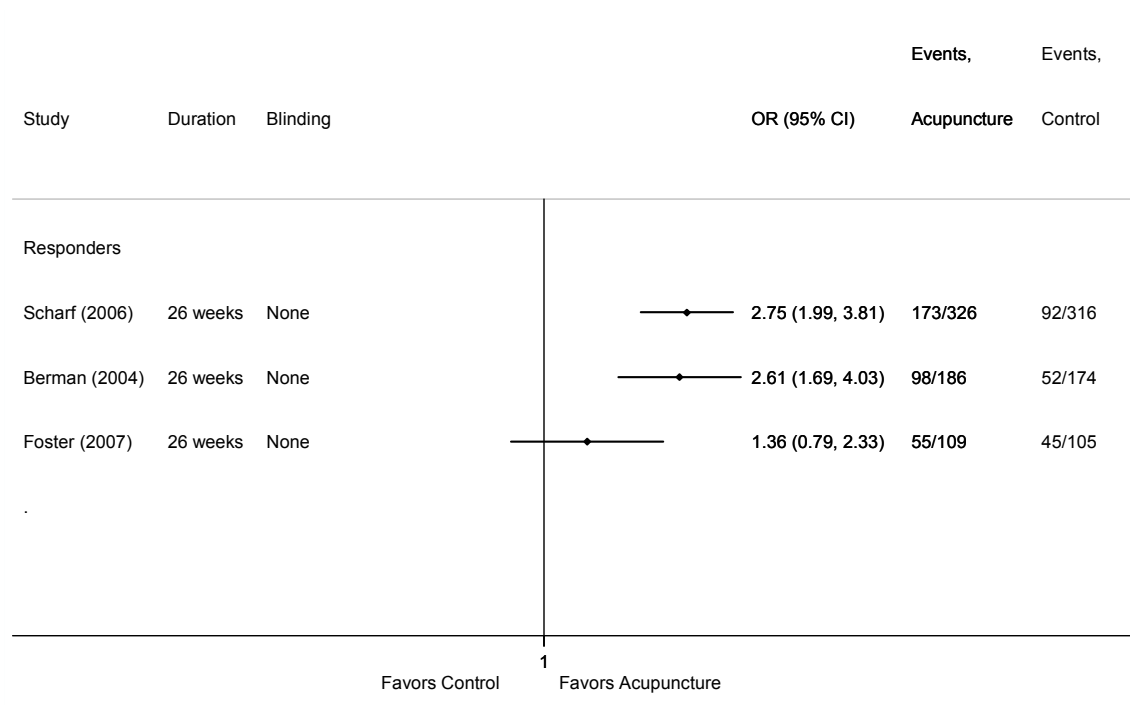 Events, Events,
Study Duration Blinding OR (95% CI) Acupuncture Control
Responders
Scharf (2006) 26 weeks None 2.75 (1.99, 3.81) 173/326 92/316
Berman (2004) 26 weeks None 2.61 (1.69, 4.03) 98/186 52/174
Foster (2007) 26 weeks None 1.36 (0.79, 2.33) 55/109 45/105
.
1
Favors Control Favors Acupuncture